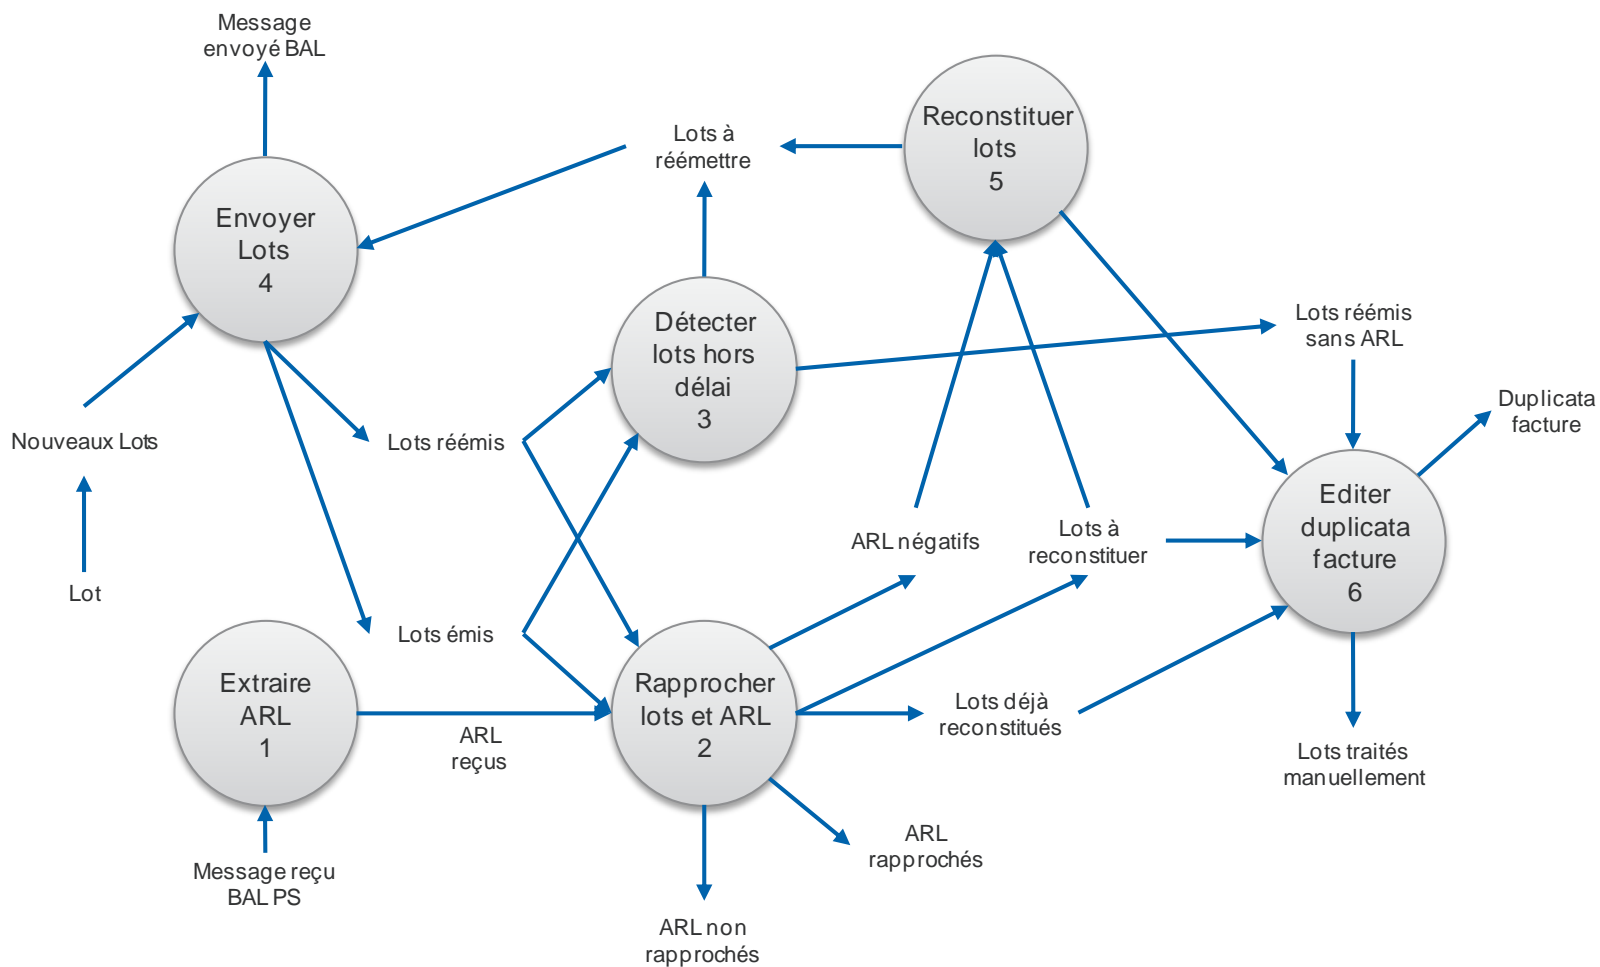 Message
envoyé BAL
Reconstituer
lots
5
Lots à
réémettre
Envoyer
Lots
4
Détecter
lots hors
délai
3
Lots réémis
sans ARL
Duplicata
facture
Nouveaux Lots
Lots réémis
Editer
duplicata
facture
6
ARL négatifs
Lots à
reconstituer
Lot
Lots émis
Extraire
ARL
1
Rapprocher
lots et ARL
2
Lots déjà
reconstitués
ARL
reçus
Lots traités
manuellement
ARL
rapprochés
Message reçu
BAL PS
ARL non
rapprochés